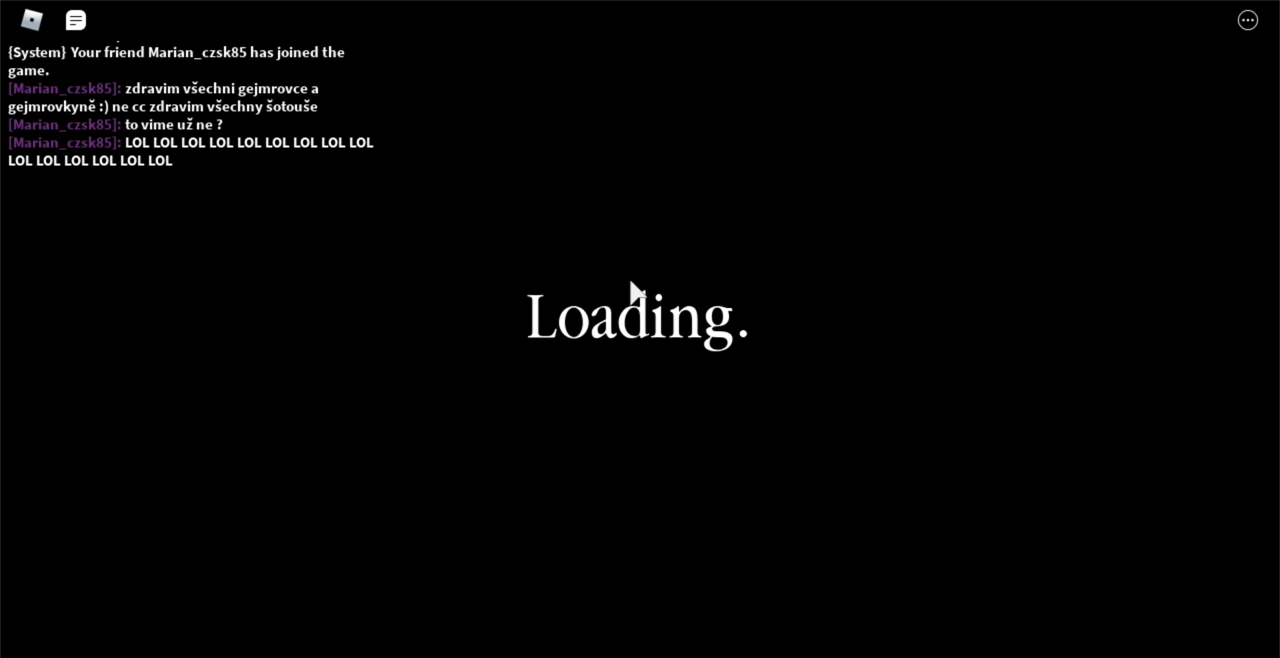 {System} Your friend Marian_czsk85 has joined the
game.
[Marian_czsk85]: zdravim všechni gejmrovce a
gejmrovkyně :) ne cc zdravim všechny šotouše
[Marian_czsk85]: to vime už ne ?
[Marian_czsk85]: LOL LOL LOL LOL LOL LOL LOL LOL LOL
LOL LOL LOL LOL LOL LOL
Loading.